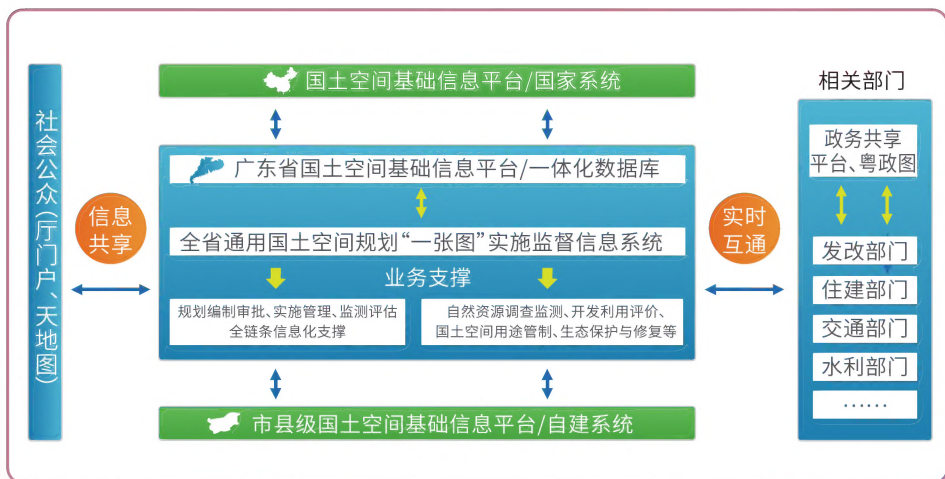 国土空间基础信息平台/国家系统
相关部门
社会公众(厅门户、天地图)
信息
共享
广东省国土空间基础信息平台/一体化数据库
全省通用国土空间规划“一张图”实施监督信息系统
业务支撑
规划编制审批、实施管理、监测评估
全链条信息化支撑
自然资源调查监测、开发利用评价、
国土空间用途管制、生态保护与修复等
实时
互通
政务共享
平台、粤政图
发改部门
住建部门
交通部门
水利部门
……
市县级国土空间基础信息平台/自建系统